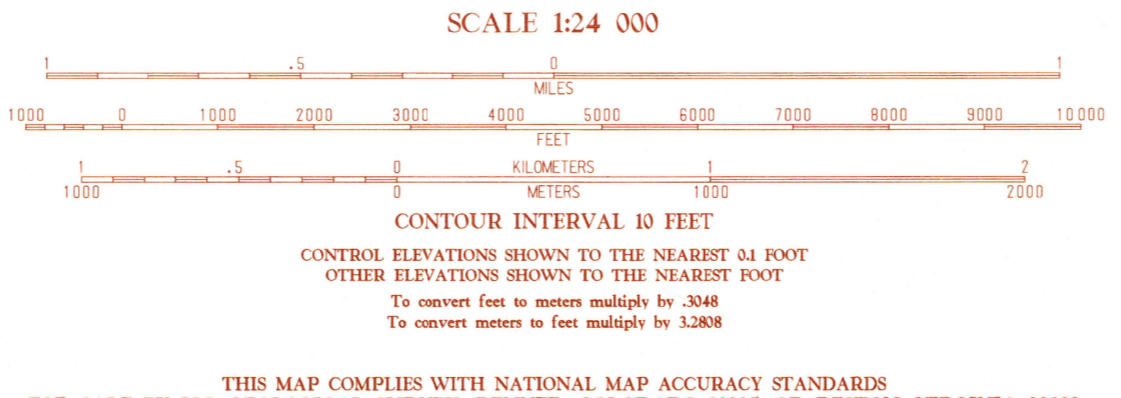 SCALE 1:24 000
1 .5 0 1
MILES
1000 0 1000 2000 3000 4000 5000 6000 7000 8000 9000 10 000
FEET
1 .5 0 KILOMETERS 1 2
1000 0 METERS 1000 2000
CONTOUR INTERVAL 10 FEET
CONTROL ELEVATIONS SHOWN TO THE NEAREST 0.1 FOOT
OTHER ELEVATIONS SHOWN TO THE NEAREST FOOT
To convert feet to meters multiply by .3048
To convert meters to feet multiply by 3.2808
THIS MAP COMPLIES WITH NATIONAL MAP ACCURACY STANDARDS